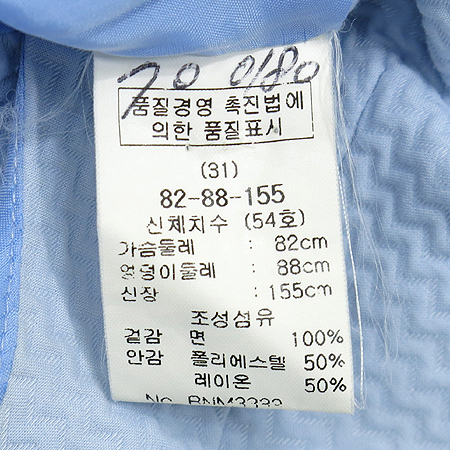 70 0180
품질경영 촉진법에
의한 품질표시
(31)
82-88-155
신체치수 (54호)
가슴둘레 : 82cm
엉덩이둘레 : 88cm
신장 : 155cm
조성섬유
겉감 면 100%
안감 폴리에스텔 50%
레이온 50%
No.